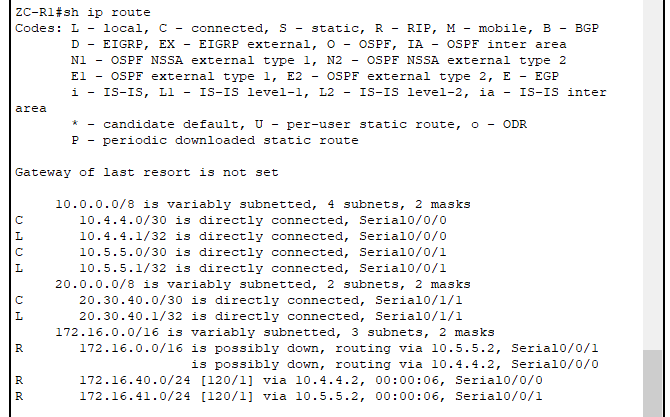 ZC-R1#sh ip route
Codes: L - local, C - connected, S - static, R - RIP, M - mobile, B - BGP
       D - EIGRP, EX - EIGRP external, O - OSPF, IA - OSPF inter area
       N1 - OSPF NSSA external type 1, N2 - OSPF NSSA external type 2
       E1 - OSPF external type 1, E2 - OSPF external type 2, E - EGP
       i - IS-IS, L1 - IS-IS level-1, L2 - IS-IS level-2, ia - IS-IS inter
area
       * - candidate default, U - per-user static route, o - ODR
       P - periodic downloaded static route

Gateway of last resort is not set

     10.0.0.0/8 is variably subnetted, 4 subnets, 2 masks
C       10.4.4.0/30 is directly connected, Serial0/0/0
L       10.4.4.1/32 is directly connected, Serial0/0/0
C       10.5.5.0/30 is directly connected, Serial0/0/1
L       10.5.5.1/32 is directly connected, Serial0/0/1
     20.0.0.0/8 is variably subnetted, 2 subnets, 2 masks
C       20.30.40.0/30 is directly connected, Serial0/1/1
L       20.30.40.1/32 is directly connected, Serial0/1/1
     172.16.0.0/16 is variably subnetted, 3 subnets, 2 masks
R       172.16.0.0/16 is possibly down, routing via 10.5.5.2, Serial0/0/1
                      is possibly down, routing via 10.4.4.2, Serial0/0/0
R       172.16.40.0/24 [120/1] via 10.4.4.2, 00:00:06, Serial0/0/0
R       172.16.41.0/24 [120/1] via 10.5.5.2, 00:00:06, Serial0/0/1